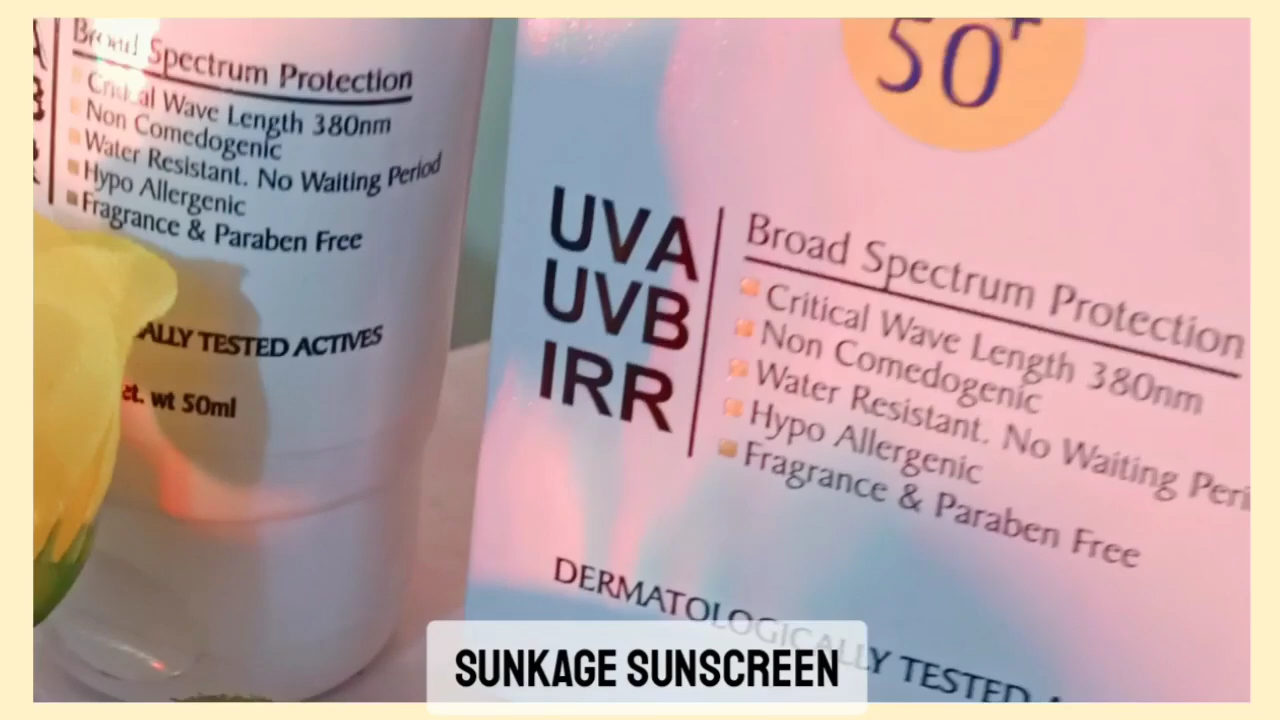 Broad Spectrum Protection
Critical Wave Length 380nm
Non Comedogenic
Water Resistant. No Waiting Period
Hypo Allergenic
Fragrance & Paraben Free
ALLY TESTED ACTIVES
et. wt 50ml
50+
UVA
UVB
IRR
Broad Spectrum Protection
Critical Wave Length 380nm
Non Comedogenic
Water Resistant. No Waiting Peri
Hypo Allergenic
Fragrance & Paraben Free
DERMATOLOGICALLY TESTED
SUNKAGE SUNSCREEN